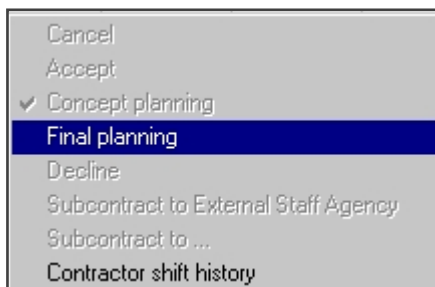 Cancel
Accept
Concept planning
Final planning
Decline
Subcontract to External Staff Agency
Subcontract to ...
Contractor shift history